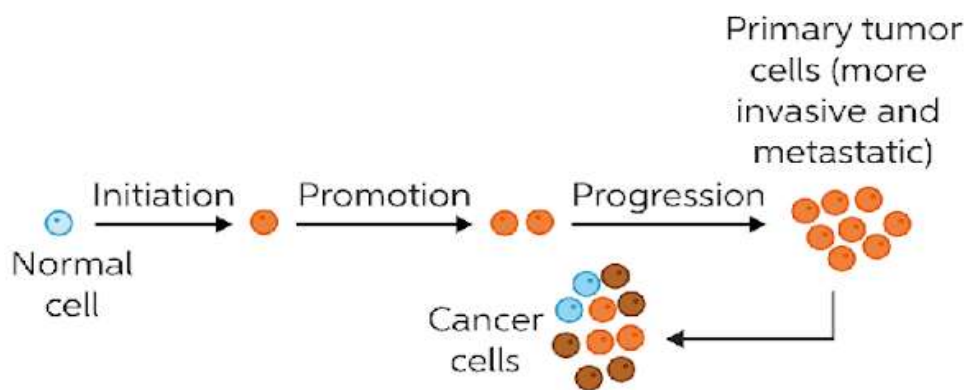 Primary tumor
cells (more
invasive and
metastatic)
Initiation
Promotion
Progression
Normal
cell
Cancer
cells